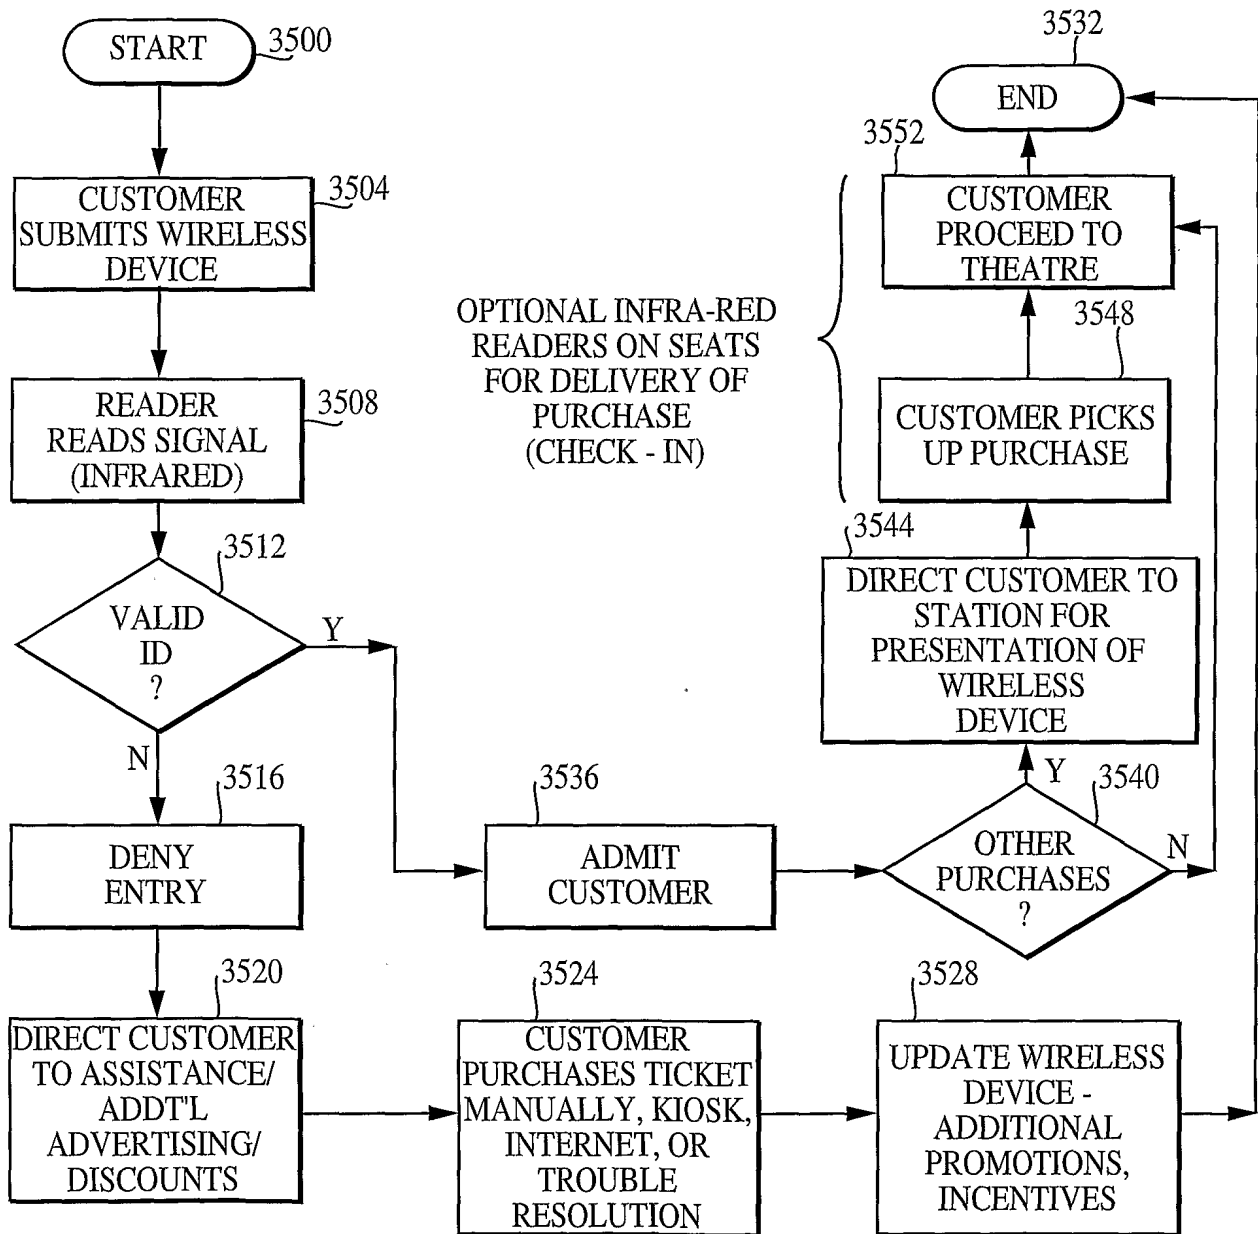 START
3500
CUSTOMER
SUBMITS WIRELESS
DEVICE
3504
READER
READS SIGNAL
(INFRARED)
3508
VALID
ID
?
3512
Y
N
DENY
ENTRY
3516
DIRECT CUSTOMER
TO ASSISTANCE/
ADDT'L
ADVERTISING/
DISCOUNTS
3520
CUSTOMER
PURCHASES TICKET
MANUALLY, KIOSK,
INTERNET, OR
TROUBLE
RESOLUTION
3524
UPDATE WIRELESS
DEVICE -
ADDITIONAL
PROMOTIONS,
INCENTIVES
3528
ADMIT
CUSTOMER
3536
OTHER
PURCHASES
?
3540
Y
N
DIRECT CUSTOMER TO
STATION FOR
PRESENTATION OF
WIRELESS
DEVICE
3544
CUSTOMER PICKS
UP PURCHASE
3548
OPTIONAL INFRA-RED
READERS ON SEATS
FOR DELIVERY OF
PURCHASE
(CHECK - IN)
CUSTOMER
PROCEED TO
THEATRE
3552
END
3532